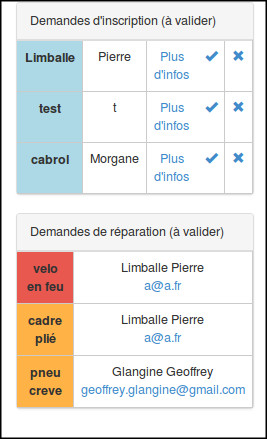 Demandes d'inscription (à valider)
Limballe Pierre Plus d'infos
test t Plus d'infos
cabrol Morgane Plus d'infos
Demandes de réparation (à valider)
velo en feu Limballe Pierre
a@a.fr
cadre plié Limballe Pierre
a@a.fr
pneu creve Glangine Geoffrey
geoffrey.glangine@gmail.com